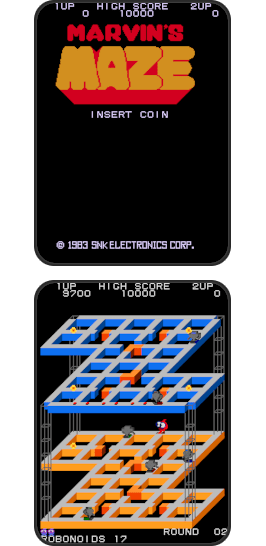 1UP HIGH SCORE 2UP
0 10000 0
MARVIN'S
MAZE
INSERT COIN
© 1983 SNK ELECTRONICS CORP.
1UP HIGH SCORE 2UP
9700 10000 0
ROUND 02
ROBONOIDS 17